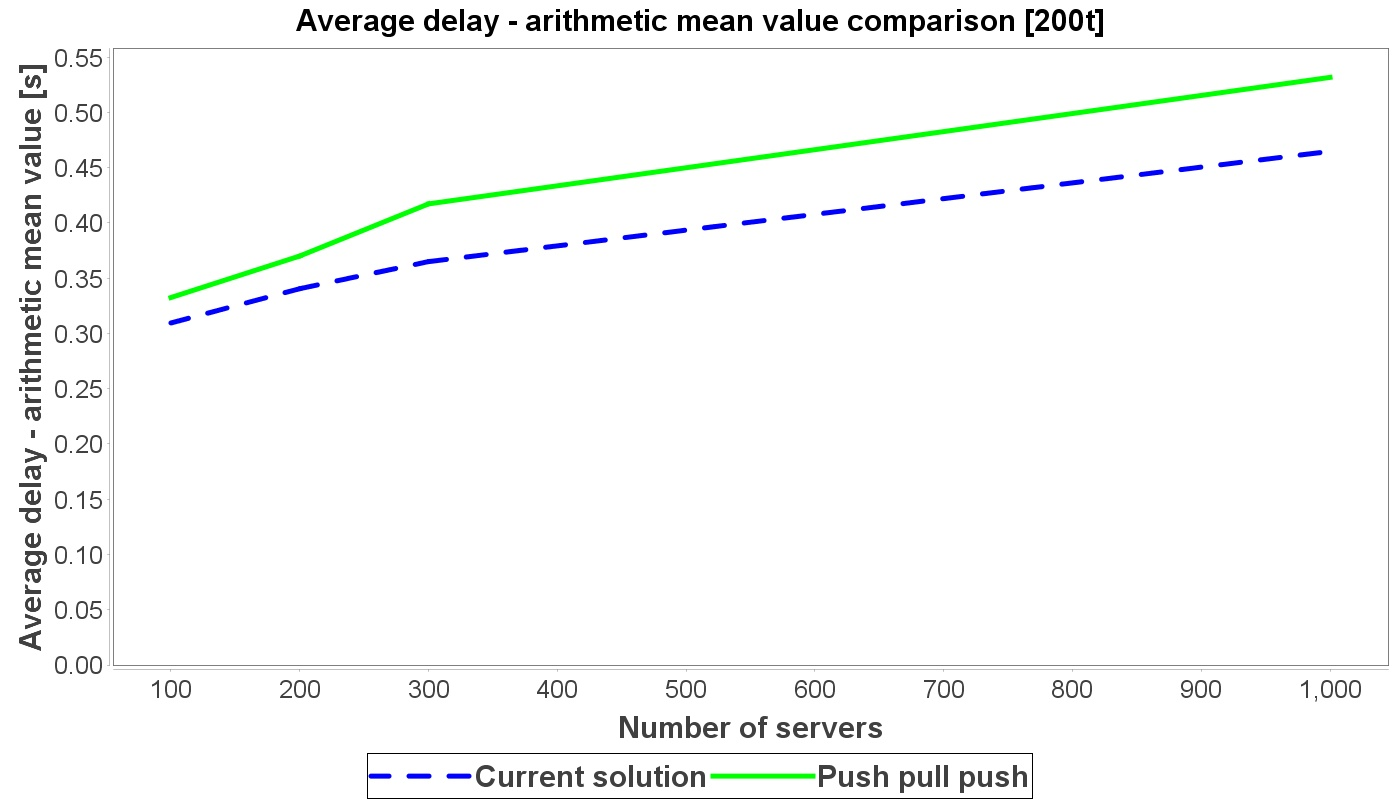 Average delay - arithmetic mean value comparison [200t]
Average delay - arithmetic mean value [s]
0.55
0.50
0.45
0.40
0.35
0.30
0.25
0.20
0.15
0.10
0.05
0.00
100 200 300 400 500 600 700 800 900 1,000
Number of servers
Current solution Push pull push